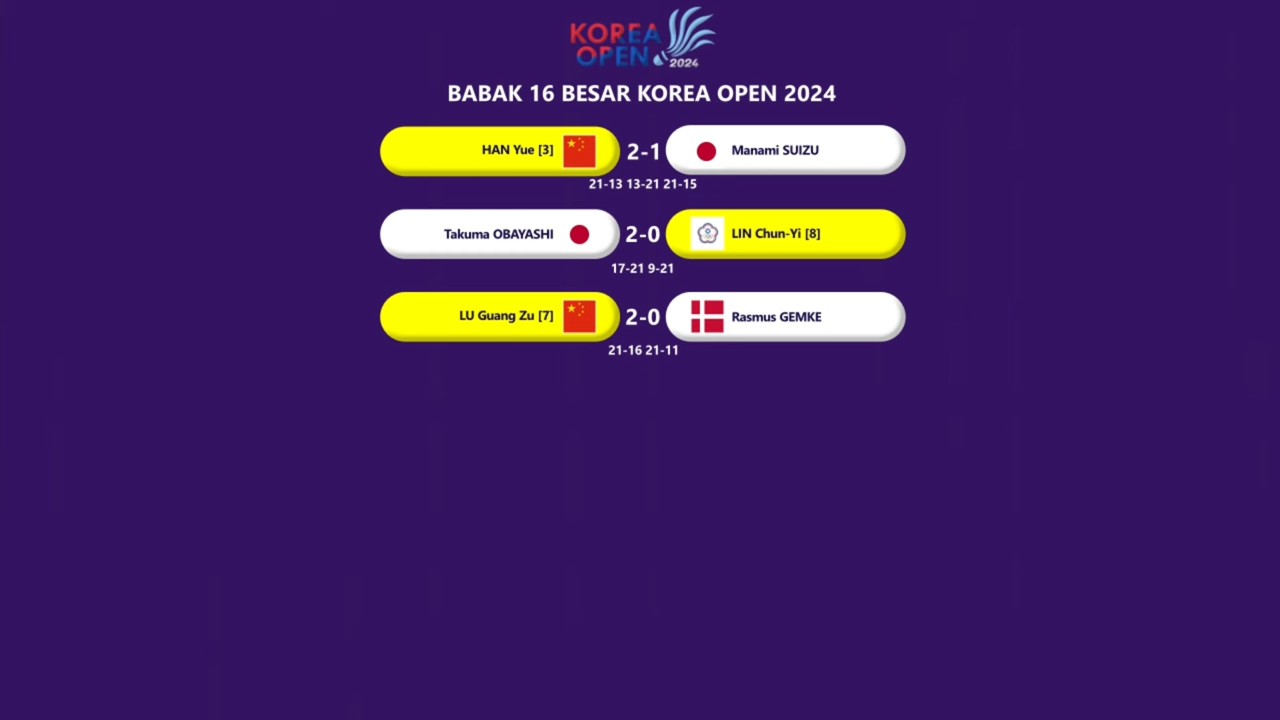 KOREA
OPEN 2024
BABAK 16 BESAR KOREA OPEN 2024
HAN Yue [3] 2-1 Manami SUIZU
21-13 13-21 21-15
Takuma OBAYASHI 2-0 LIN Chun-Yi [8]
17-21 9-21
LU Guang Zu [7] 2-0 Rasmus GEMKE
21-16 21-11